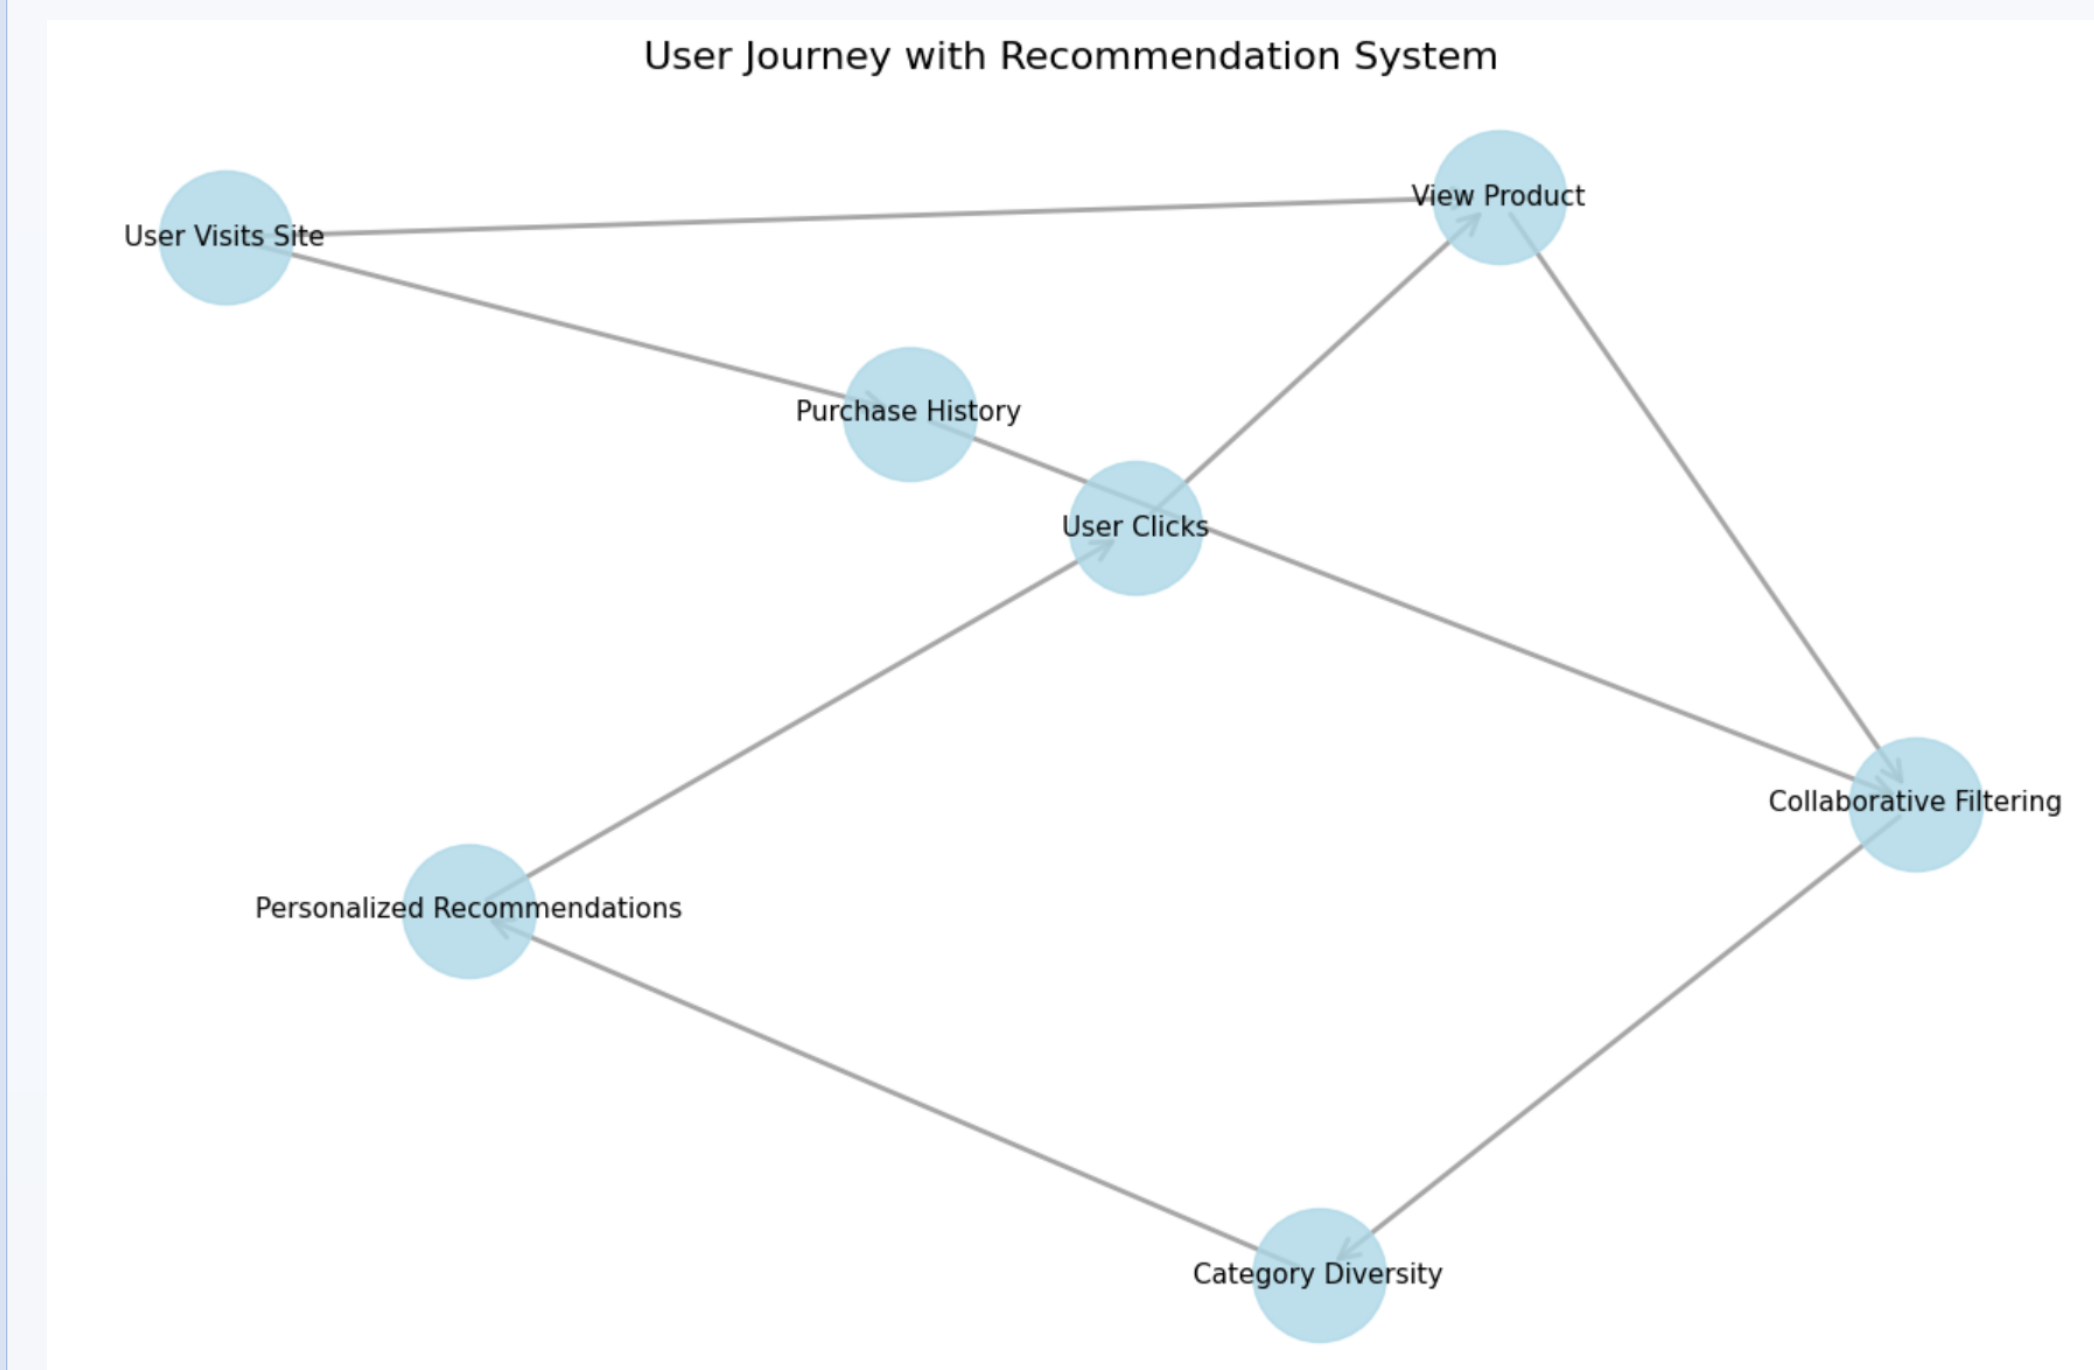 User Journey with Recommendation System
View Product
User Visits Site
Purchase History
User Clicks
Collaborative Filtering
Personalized Recommendations
Category Diversity